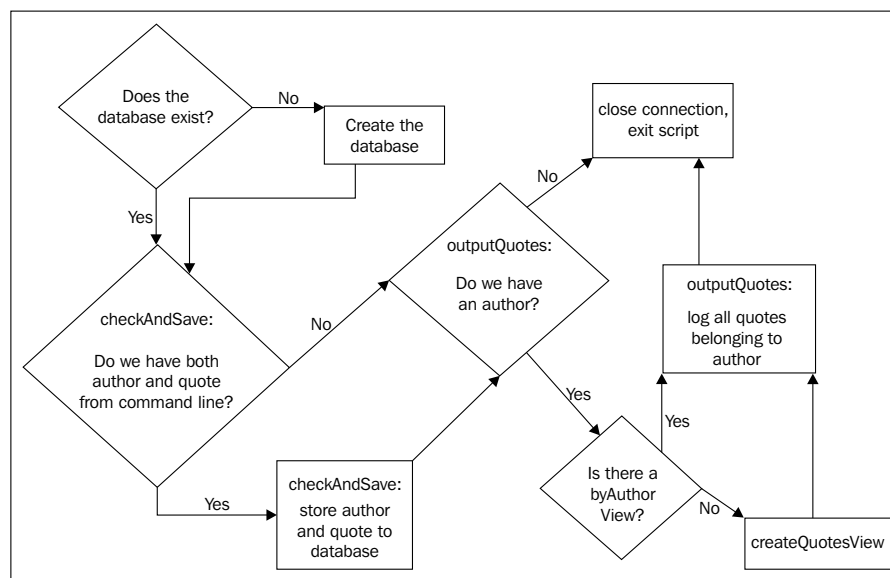 Does the
database exist?
No
Create the
database
Yes
checkAndSave:
Do we have both
author and quote
from command line?
No
Yes
checkAndSave:
store author
and quote to
database
outputQuotes:
Do we have
an author?
No
close connection,
exit script
Yes
Is there a
byAuthor
View?
Yes
outputQuotes:
log all quotes
belonging to
author
No
createQuotesView